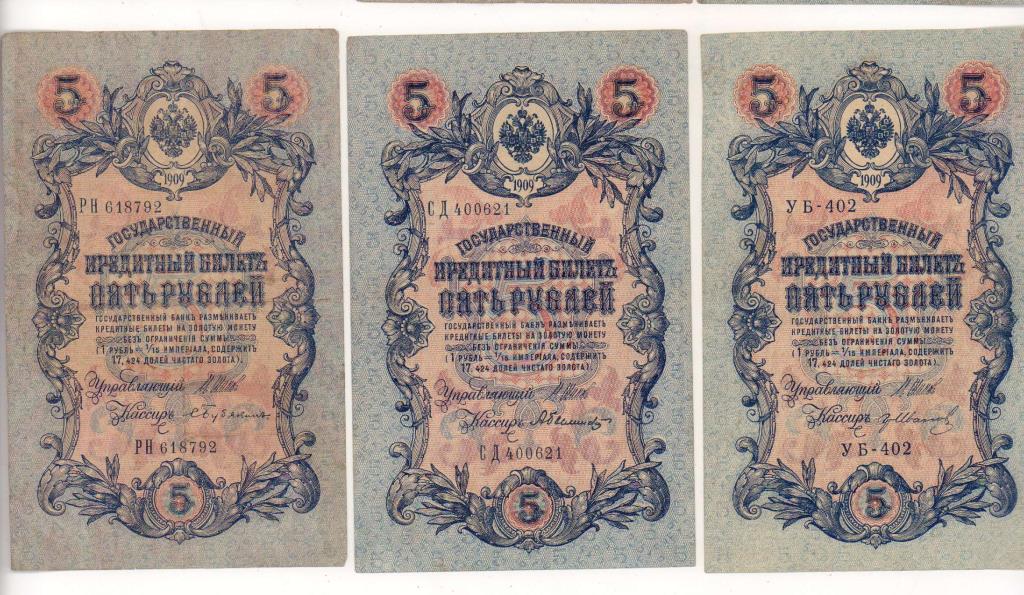 5 5
1909
РН 618792
ГОСУДАРСТВЕННЫЙ
КРЕДИТНЫЙ БИЛЕТЪ
ПЯТЬ РУБЛЕЙ
ГОСУДАРСТВЕННЫЙ БАНКЪ РАЗМѢНИВАЕТЪ
КРЕДИТНЫЕ БИЛЕТЫ НА ЗОЛОТУЮ МОНЕТУ
БЕЗЪ ОГРАНИЧЕНІЯ СУММЫ
(1 РУБЛЬ = 1/15 ИМПЕРІАЛА, СОДЕРЖИТЪ
17,424 ДОЛЕЙ ЧИСТАГО ЗОЛОТА).
Управляющій
Кассиръ
РН 618792
5
5 5
1909
СД 400621
ГОСУДАРСТВЕННЫЙ
КРЕДИТНЫЙ БИЛЕТЪ
ПЯТЬ РУБЛЕЙ
ГОСУДАРСТВЕННЫЙ БАНКЪ РАЗМѢНИВАЕТЪ
КРЕДИТНЫЕ БИЛЕТЫ НА ЗОЛОТУЮ МОНЕТУ
БЕЗЪ ОГРАНИЧЕНІЯ СУММЫ
(1 РУБЛЬ = 1/15 ИМПЕРІАЛА, СОДЕРЖИТЪ
17,424 ДОЛЕЙ ЧИСТАГО ЗОЛОТА).
Управляющій
Кассиръ
СД 400621
5
5 5
1909
УБ-402
ГОСУДАРСТВЕННЫЙ
КРЕДИТНЫЙ БИЛЕТЪ
ПЯТЬ РУБЛЕЙ
ГОСУДАРСТВЕННЫЙ БАНКЪ РАЗМѢНИВАЕТЪ
КРЕДИТНЫЕ БИЛЕТЫ НА ЗОЛОТУЮ МОНЕТУ
БЕЗЪ ОГРАНИЧЕНІЯ СУММЫ
(1 РУБЛЬ = 1/15 ИМПЕРІАЛА, СОДЕРЖИТЪ
17,424 ДОЛЕЙ ЧИСТАГО ЗОЛОТА).
Управляющій
Кассиръ
УБ-402
5